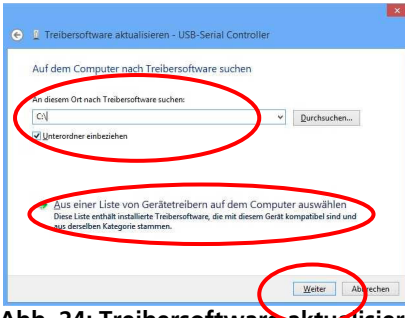 Treibersoftware aktualisieren - USB-Serial Controller
Auf dem Computer nach Treibersoftware suchen
An diesem Ort nach Treibersoftware suchen:
C:\
Durchsuchen...
Unterordner einbeziehen
Aus einer Liste von Gerätetreibern auf dem Computer auswählen
Diese Liste enthält installierte Treibersoftware, die mit diesem Gerät kompatibel sind und
aus derselben Kategorie stammen.
Weiter
Abbrechen
Abb. 24: Treibersoftware aktualisier